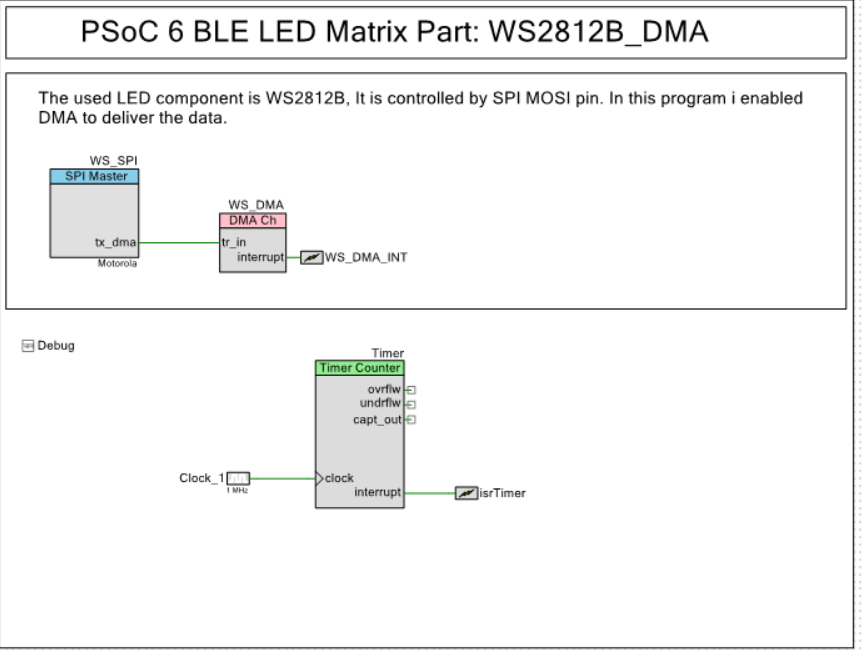 PSoC 6 BLE LED Matrix Part: WS2812B_DMA
The used LED component is WS2812B, It is controlled by SPI MOSI pin. In this program i enabled
DMA to deliver the data.
WS_SPI
SPI Master
tx_dma
Motorola
WS_DMA
DMA Ch
tr_in
interrupt
WS_DMA_INT
Debug
Timer
Timer Counter
ovrflw
undrflw
capt_out
Clock_1
1 MHz
clock
interrupt
isrTimer